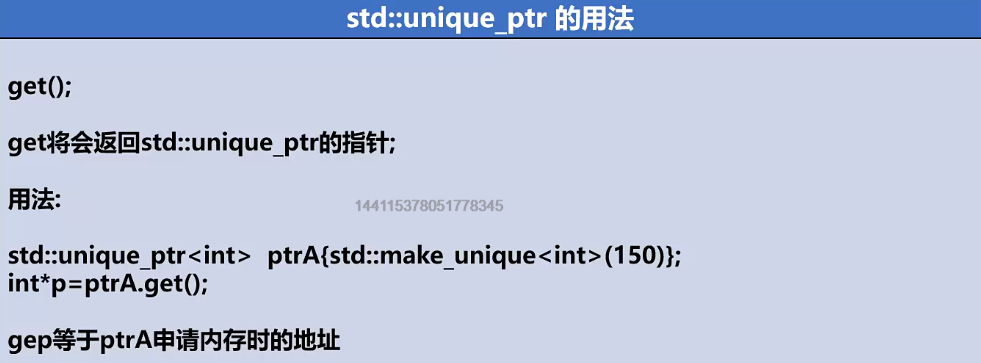 std::unique_ptr 的用法
get();
get将会返回std::unique_ptr的指针;
用法:
144115378051778345
std::unique_ptr<int>  ptrA{std::make_unique<int>(150)};
int*p=ptrA.get();
gep等于ptrA申请内存时的地址